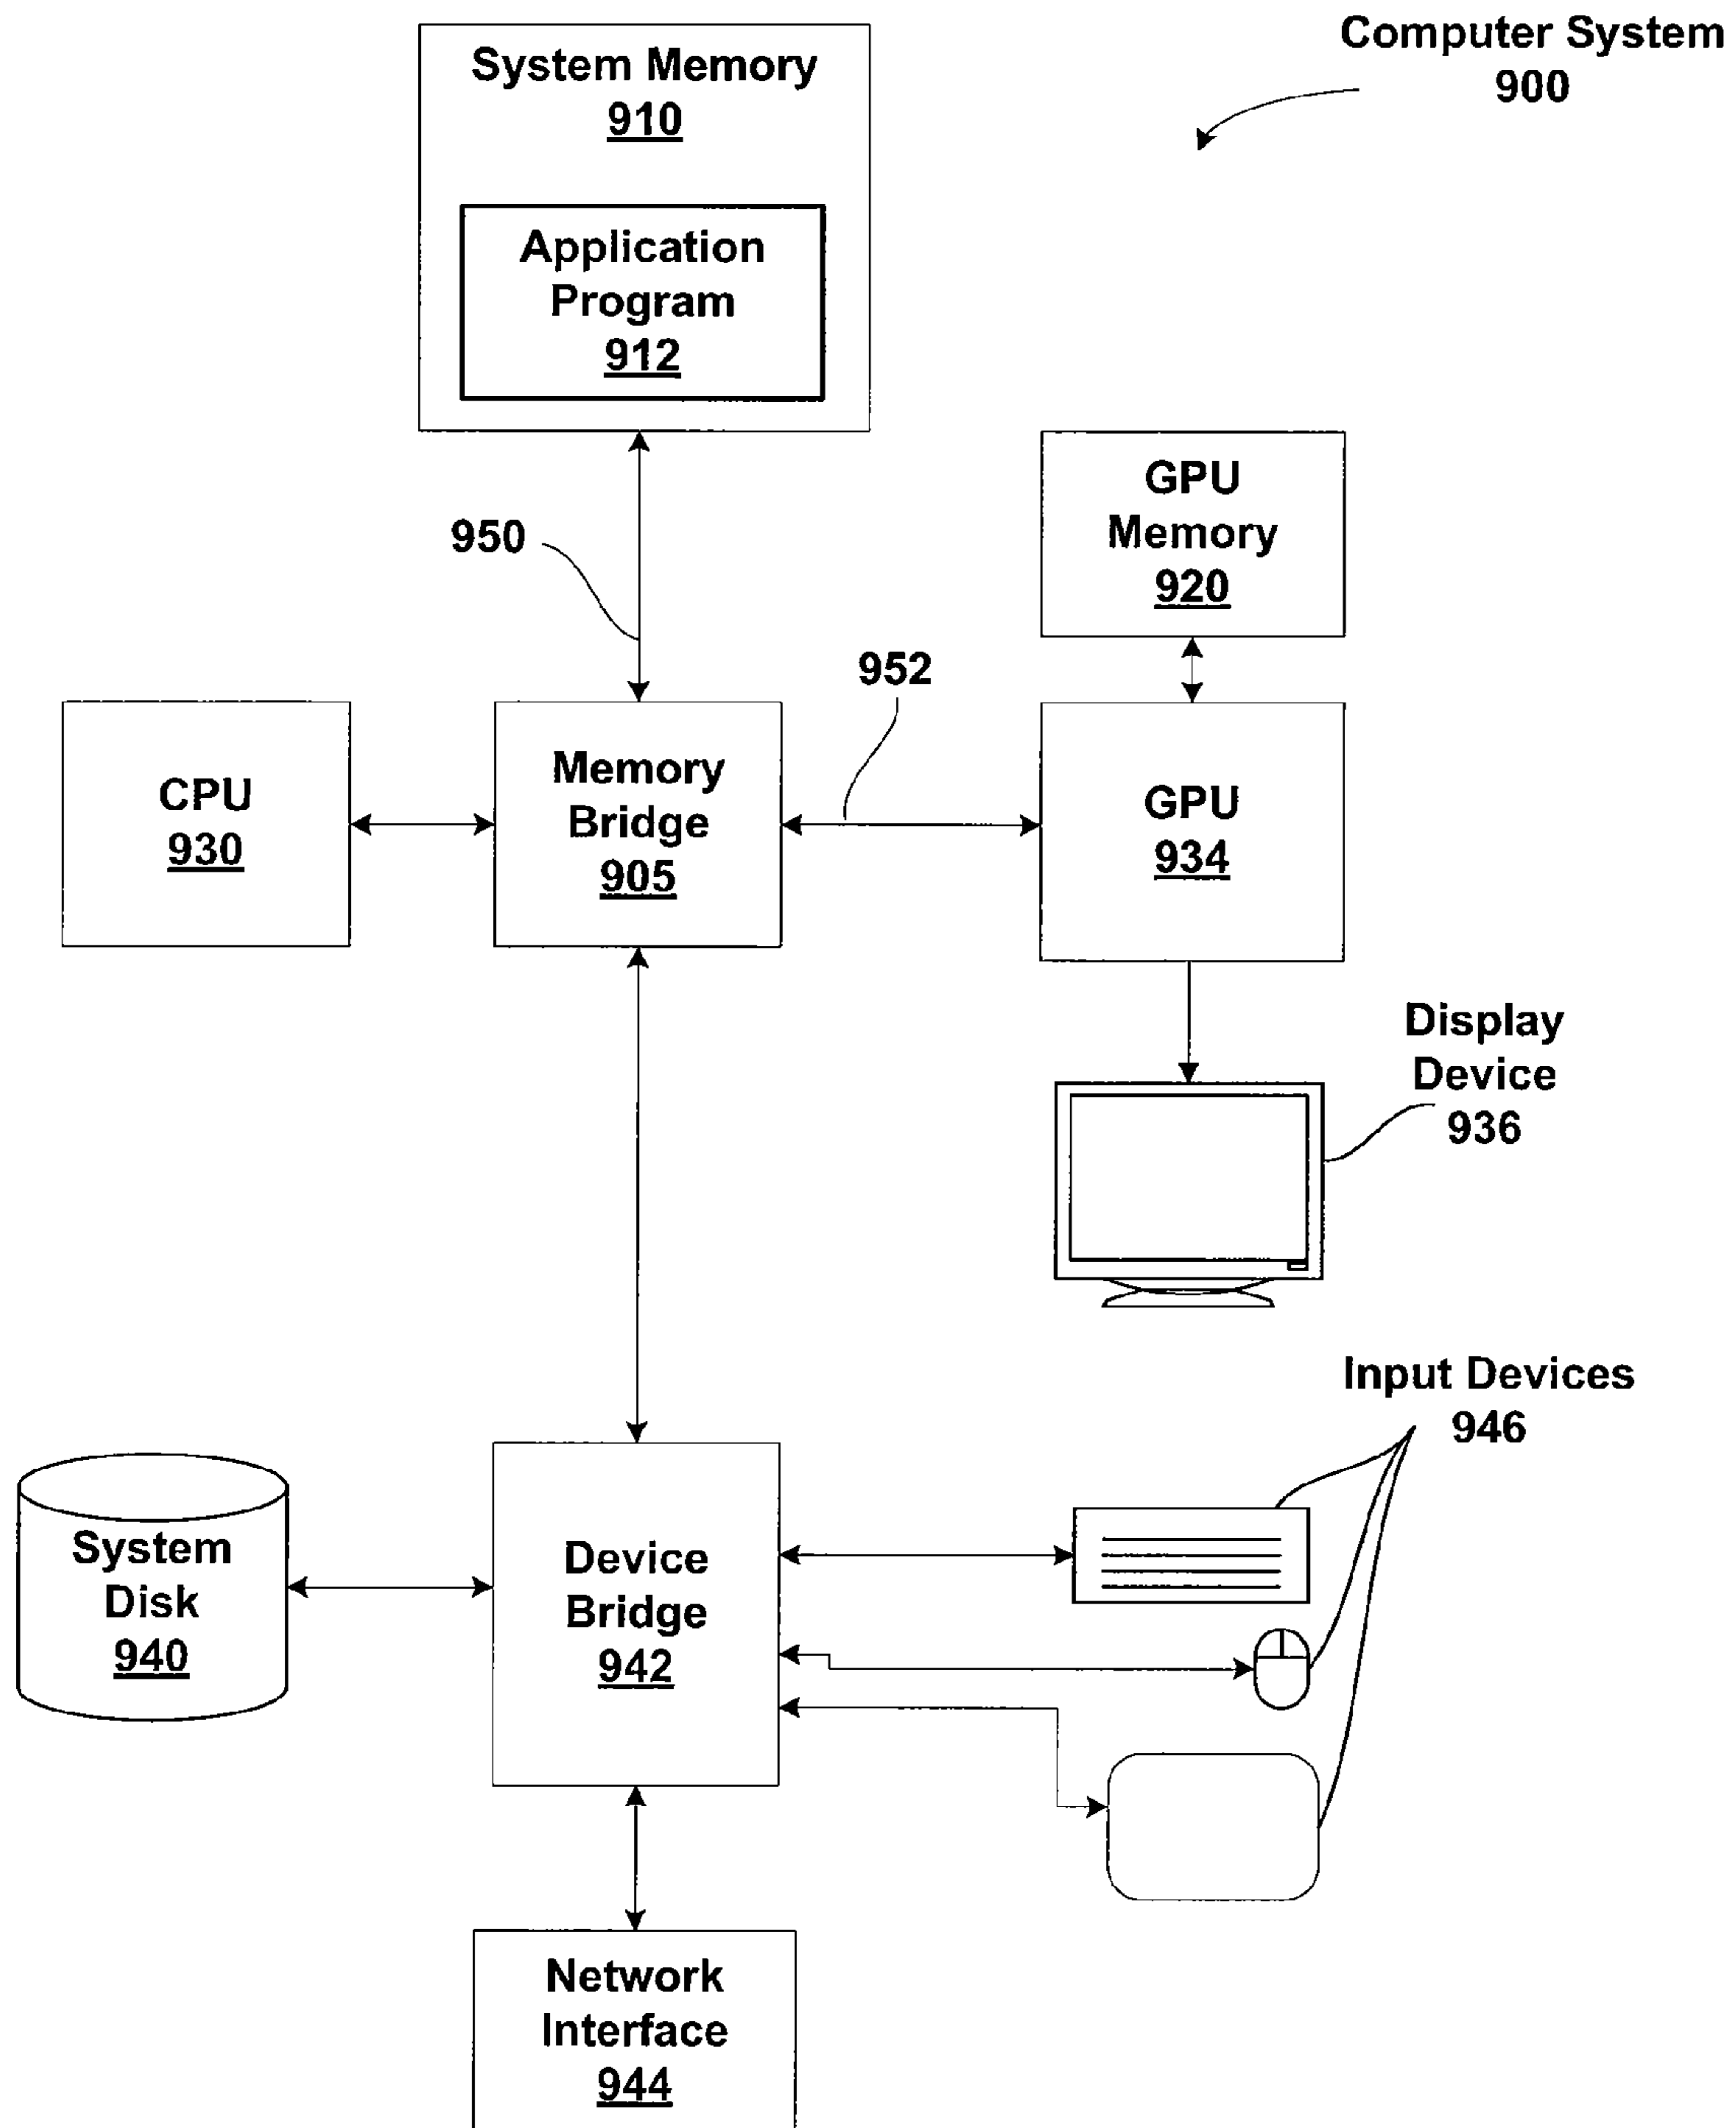 Computer System
900
System Memory
910
Application
Program
912
GPU
Memory
920
950
952
CPU
930
Memory
Bridge
905
GPU
934
Display
Device
936
Input Devices
946
System
Disk
940
Device
Bridge
942
Network
Interface
944